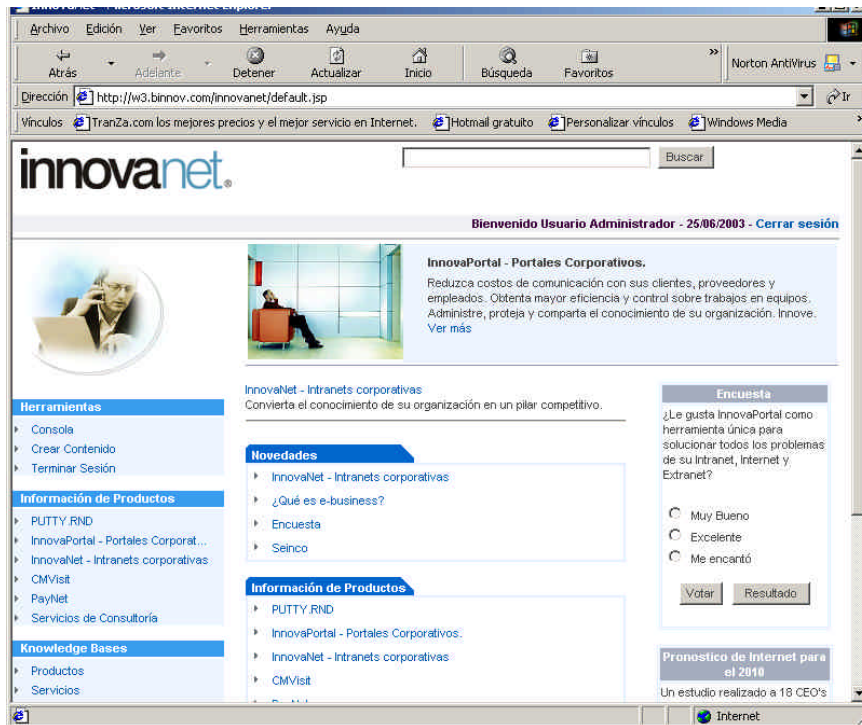 Archivo Edición Ver Favoritos Herramientas Ayuda
Atrás Adelante Detener Actualizar Inicio Búsqueda Favoritos » Norton AntiVirus
Dirección http://w3.binnov.com/innovanet/default.jsp Ir
Vínculos TranZa.com los mejores precios y el mejor servicio en Internet. Hotmail gratuito Personalizar vínculos Windows Media »
innovanet.®
Buscar
Bienvenido Usuario Administrador - 25/06/2003 - Cerrar sesión
InnovaPortal - Portales Corporativos.
Reduzca costos de comunicación con sus clientes, proveedores y
empleados. Obtenta mayor eficiencia y control sobre trabajos en equipos.
Administre, proteja y comparta el conocimiento de su organización. Innove.
Ver más
Herramientas
Consola
Crear Contenido
Terminar Sesión
Información de Productos
PUTTY.RND
InnovaPortal - Portales Corporat...
InnovaNet - Intranets corporativas
CMVisit
PayNet
Servicios de Consultoría
Knowledge Bases
Productos
Servicios
InnovaNet - Intranets corporativas
Convierta el conocimiento de su organización en un pilar competitivo.
Novedades
InnovaNet - Intranets corporativas
¿Qué es e-business?
Encuesta
Seinco
Información de Productos
PUTTY.RND
InnovaPortal - Portales Corporativos.
InnovaNet - Intranets corporativas
CMVisit
Encuesta
¿Le gusta InnovaPortal como
herramienta única para
solucionar todos los problemas
de su Intranet, Internet y
Extranet?
Muy Bueno
Excelente
Me encantó
Votar Resultado
Pronostico de Internet para
el 2010
Un estudio realizado a 18 CEO's
Internet